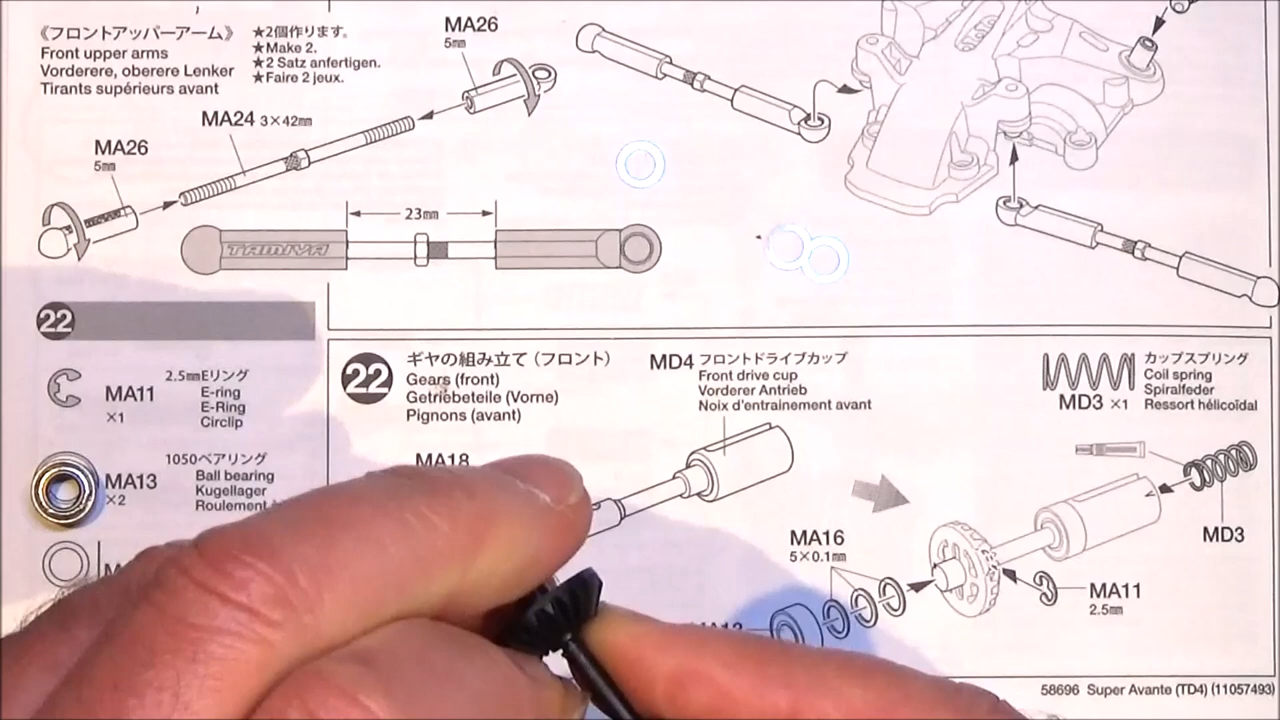 《フロントアッパーアーム》
Front upper arms
Vorderere, oberere Lenker
Tirants supérieurs avant
★2個作ります。
★Make 2.
★2 Satz anfertigen.
★Faire 2 jeux.
MA26
5mm
MA24 3×42mm
MA26
5mm
23mm
TAMIYA
22
MA11
×1
2.5mmEリング
E-ring
E-Ring
Circlip
MA13
×2
1050ベアリング
Ball bearing
Kugellager
Roulement
22
ギヤの組み立て（フロント）
Gears (front)
Getriebeteile (Vorne)
Pignons (avant)
MA18
MD4 フロントドライブカップ
Front drive cup
Vorderer Antrieb
Noix d'entrainement avant
MD3 ×1
カップスプリング
Coil spring
Spiralfeder
Ressort hélicoïdal
MA16
5×0.1mm
MD3
MA11
2.5mm
58696 Super Avante (TD4) (11057493)